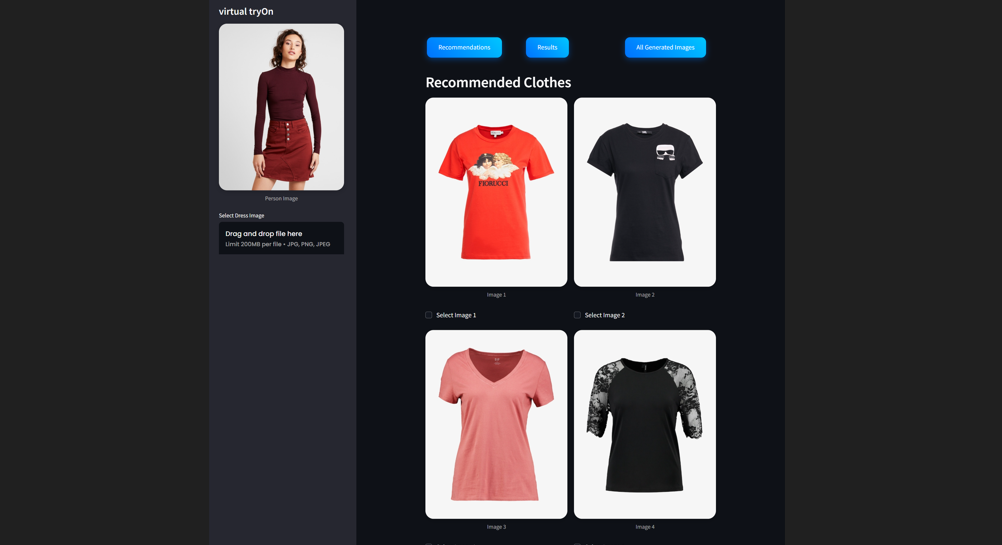 virtual tryOn
Person Image
Select Dress Image
Drag and drop file here
Limit 200MB per file • JPG, PNG, JPEG
Recommendations
Results
All Generated Images
Recommended Clothes
FIORUCCI
Image 1
Image 2
Select Image 1
Select Image 2
Image 3
Image 4